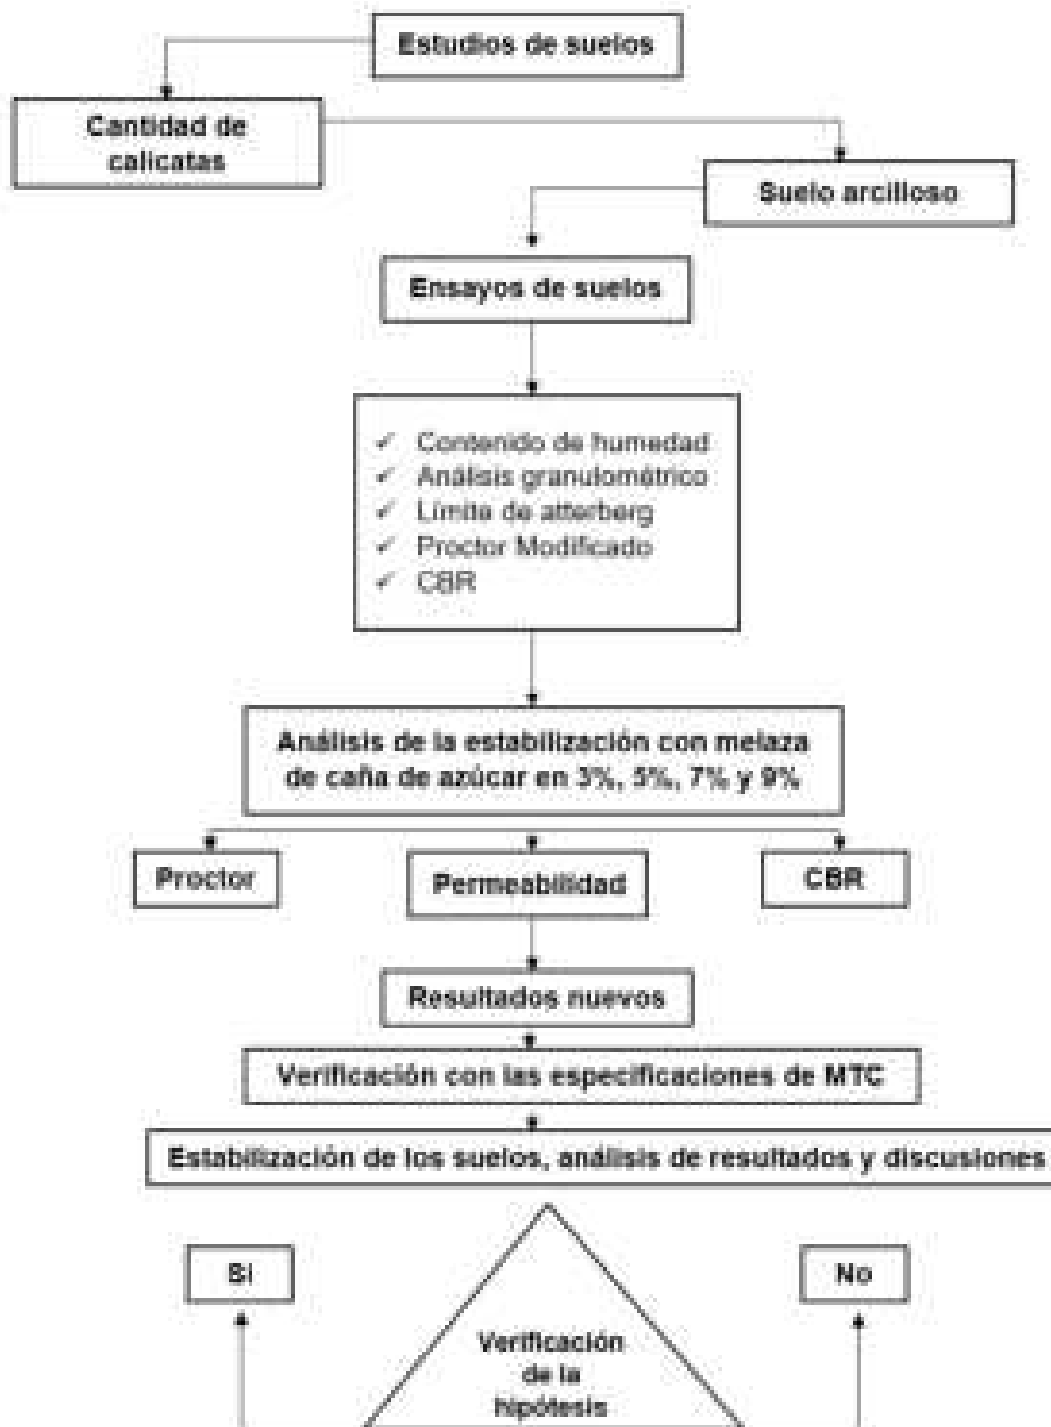 Estudios de suelos
Cantidad de
calicatas
Suelo arcilloso
Ensayos de suelos
✓ Contenido de humedad
✓ Análisis granulométrico
✓ Límite de atterberg
✓ Proctor Modificado
✓ CBR
Análisis de la estabilización con melaza
de caña de azúcar en 3%, 5%, 7% y 9%
Proctor
Permeabilidad
CBR
Resultados nuevos
Verificación con las especificaciones de MTC
Estabilización de los suelos, análisis de resultados y discusiones
Sí
No
Verificación
de la
hipótesis